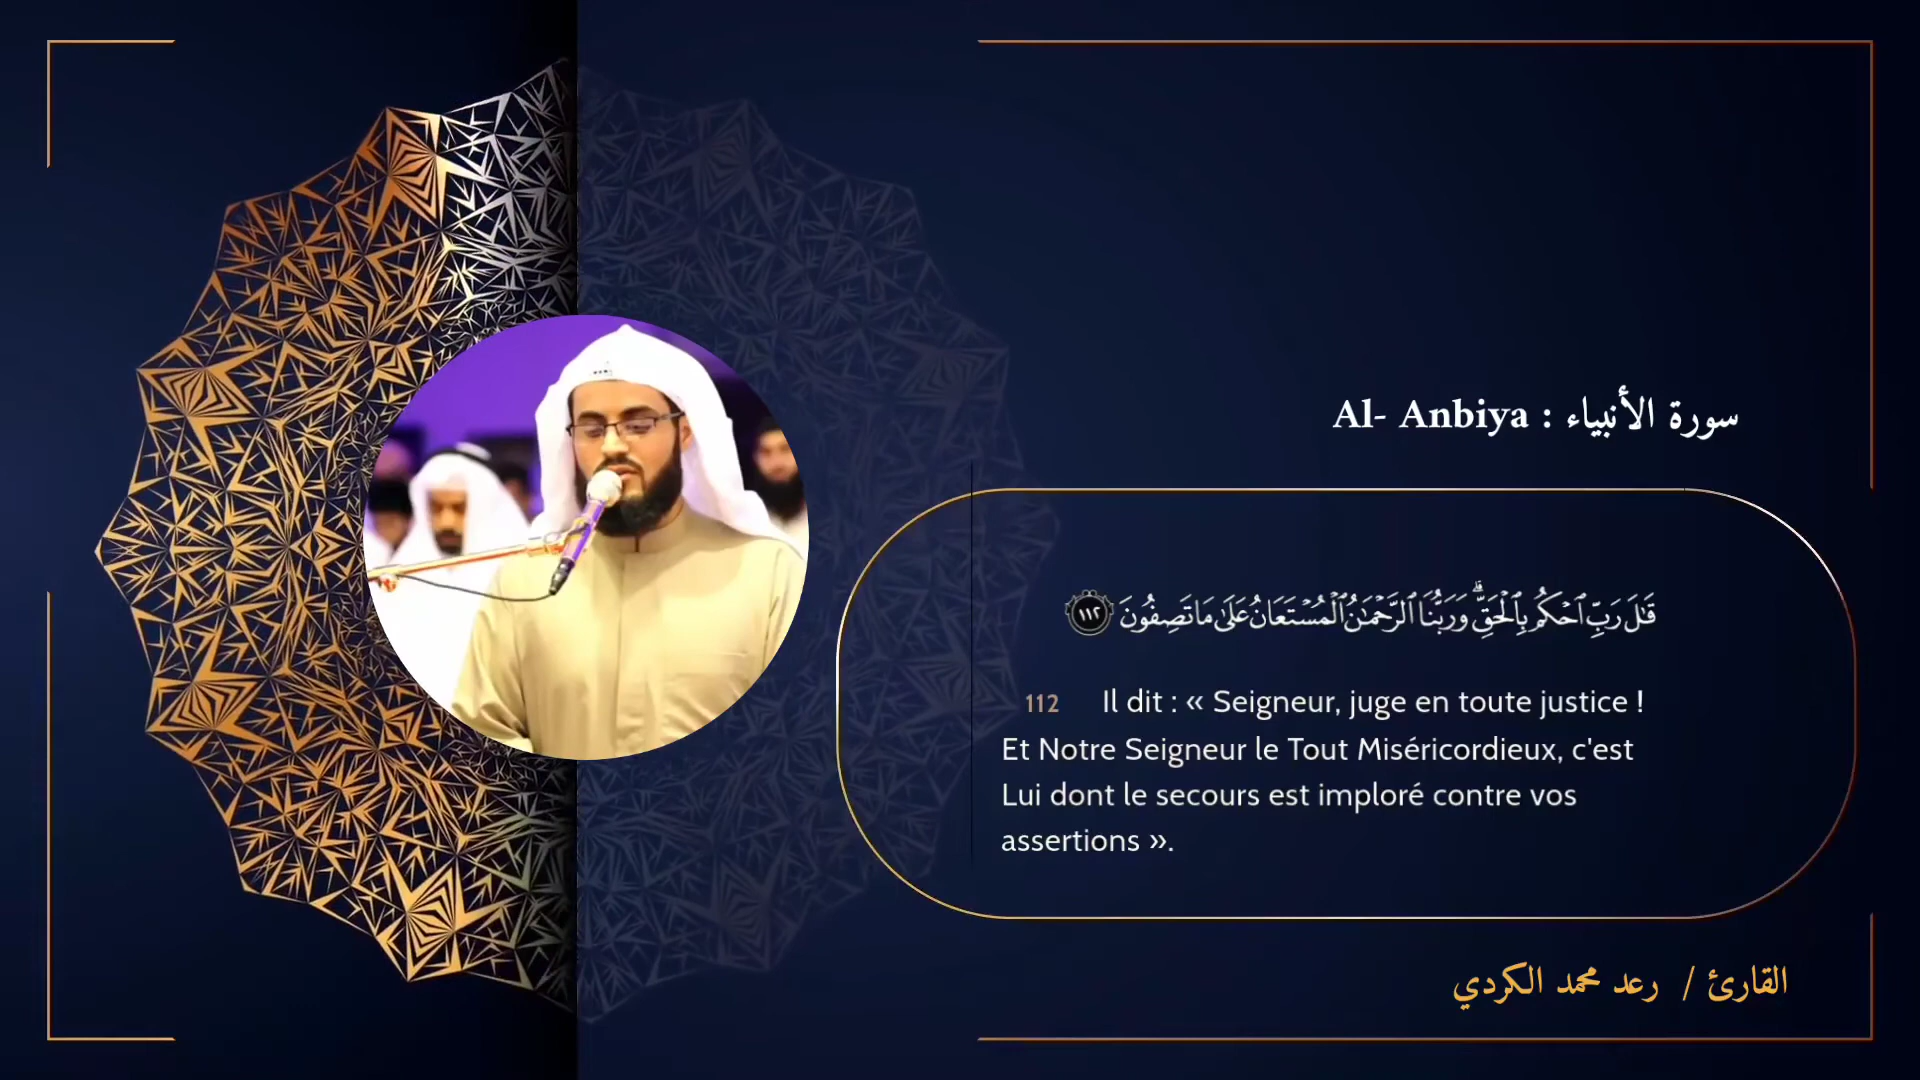 Al- Anbiya : سورة الأنبياء
قَٰلَ رَبِّ ٱحْكُم بِٱلْحَقِّ ۗ وَرَبُّنَا ٱلرَّحْمَٰنُ ٱلْمُسْتَعَانُ عَلَىٰ مَا تَصِفُونَ ١١٢
112 Il dit : « Seigneur, juge en toute justice !
Et Notre Seigneur le Tout Miséricordieux, c'est
Lui dont le secours est imploré contre vos
assertions ».
القارئ / رعد محمد الكردي